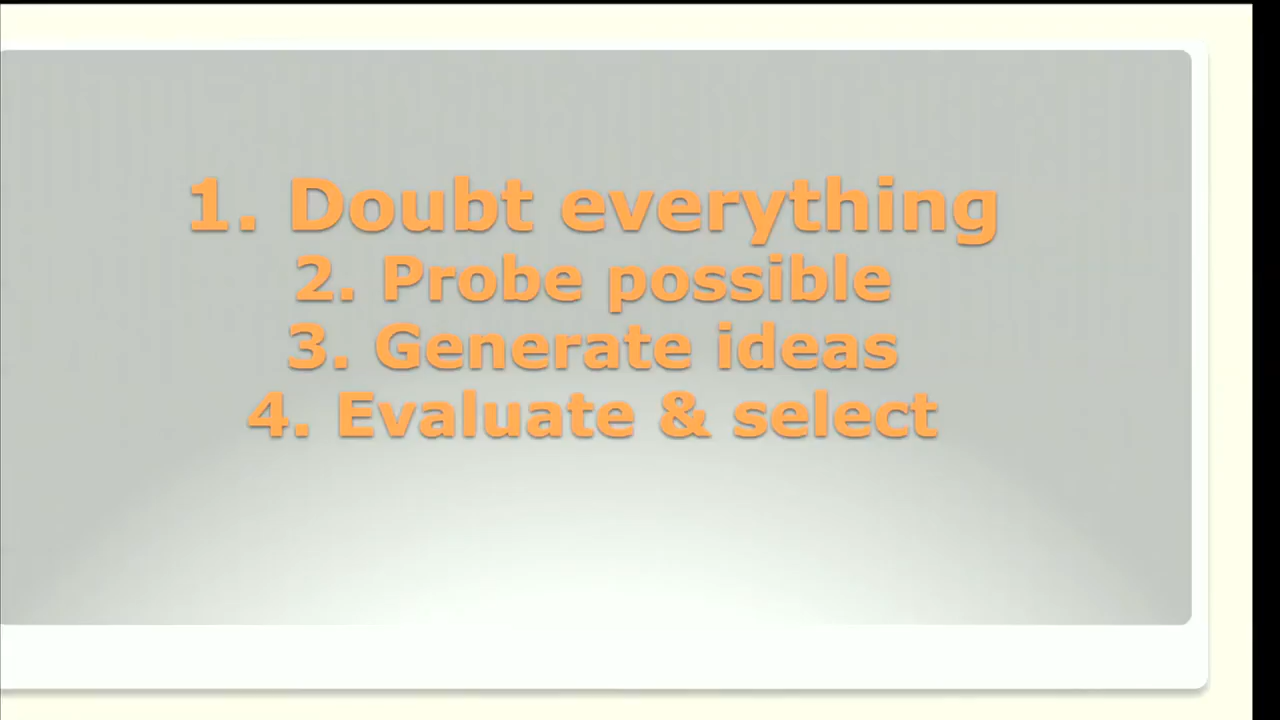 1. Doubt everything
2. Probe possible
3. Generate ideas
4. Evaluate & select